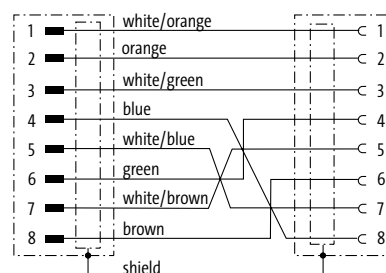 1 white/orange 1
2 orange 2
3 white/green 3
4 blue 4
5 white/blue 5
6 green 6
7 white/brown 7
8 brown 8
shield